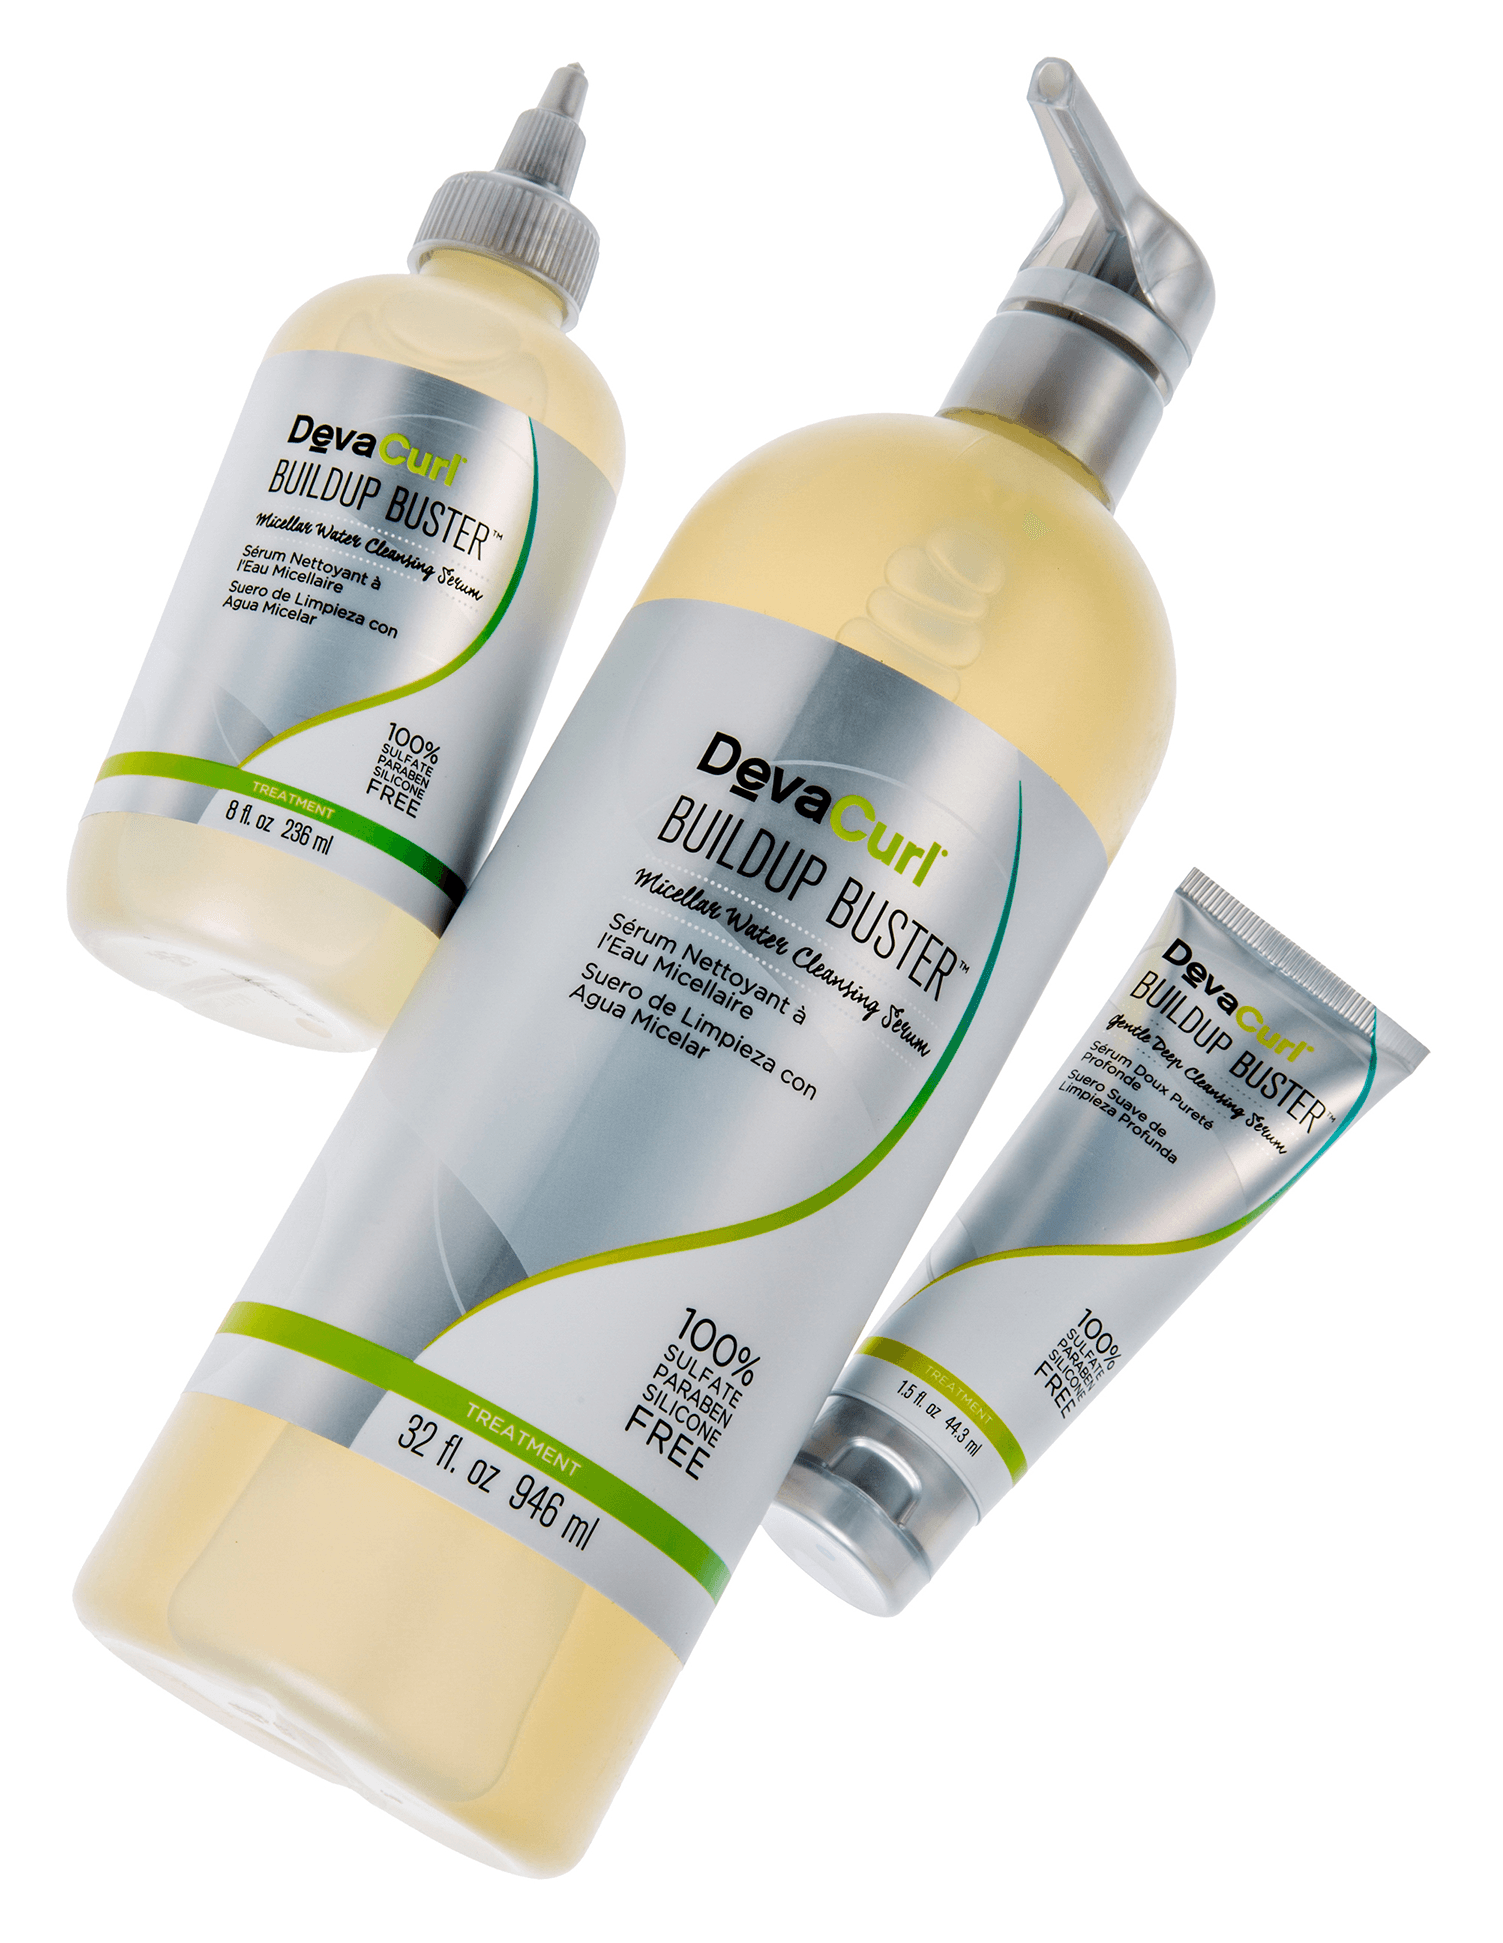 DevaCurl
BUILDUP BUSTER™
Micellar Water Cleansing Serum
Sérum Nettoyant à
l'Eau Micellaire
Suero de Limpieza con
Agua Micelar
100%
SULFATE
PARABEN
SILICONE
FREE
TREATMENT
8 fl. oz 236 ml
DevaCurl
BUILDUP BUSTER™
Micellar Water Cleansing Serum
Sérum Nettoyant à
l'Eau Micellaire
Suero de Limpieza con
Agua Micelar
100%
SULFATE
PARABEN
SILICONE
FREE
TREATMENT
32 fl. oz 946 ml
DevaCurl
BUILDUP BUSTER™
Gentle Deep Cleansing Serum
Sérum Doux Pureté
Profonde
Suero Suave de
Limpieza Profunda
100%
SULFATE
PARABEN
SILICONE
FREE
TREATMENT
1.5 fl. oz 44.3 ml